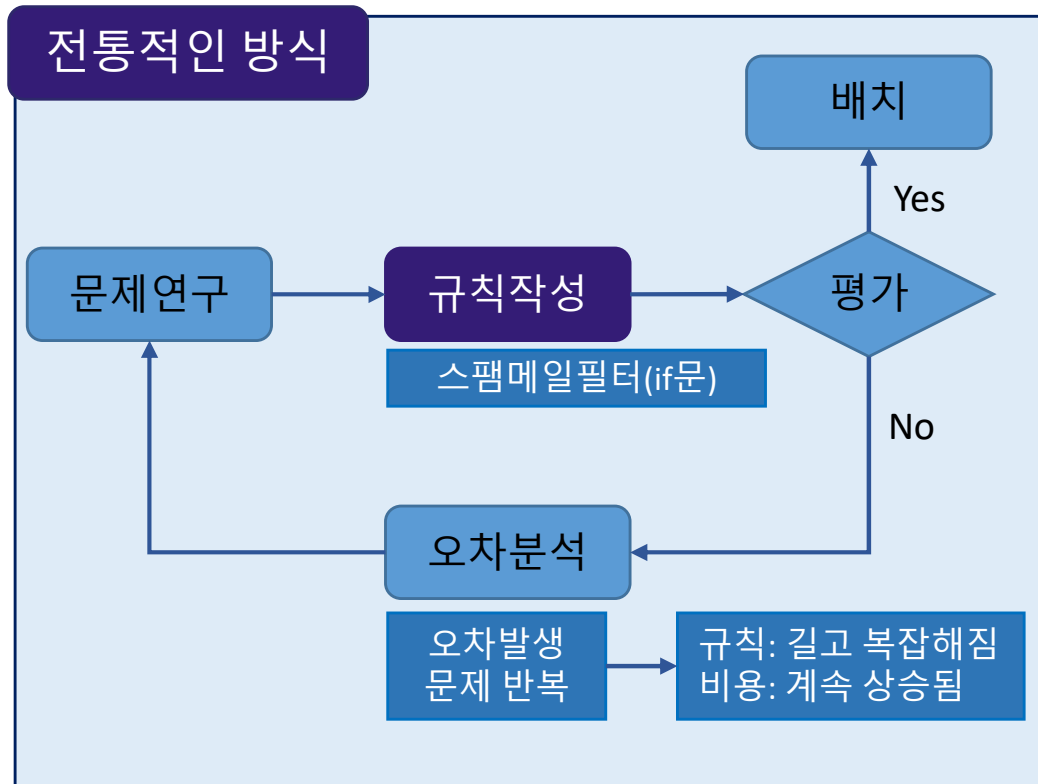 전통적인 방식
배치
Yes
문제연구
규칙작성
평가
스팸메일필터(if문)
No
오차분석
오차발생
문제 반복
규칙: 길고 복잡해짐
비용: 계속 상승됨